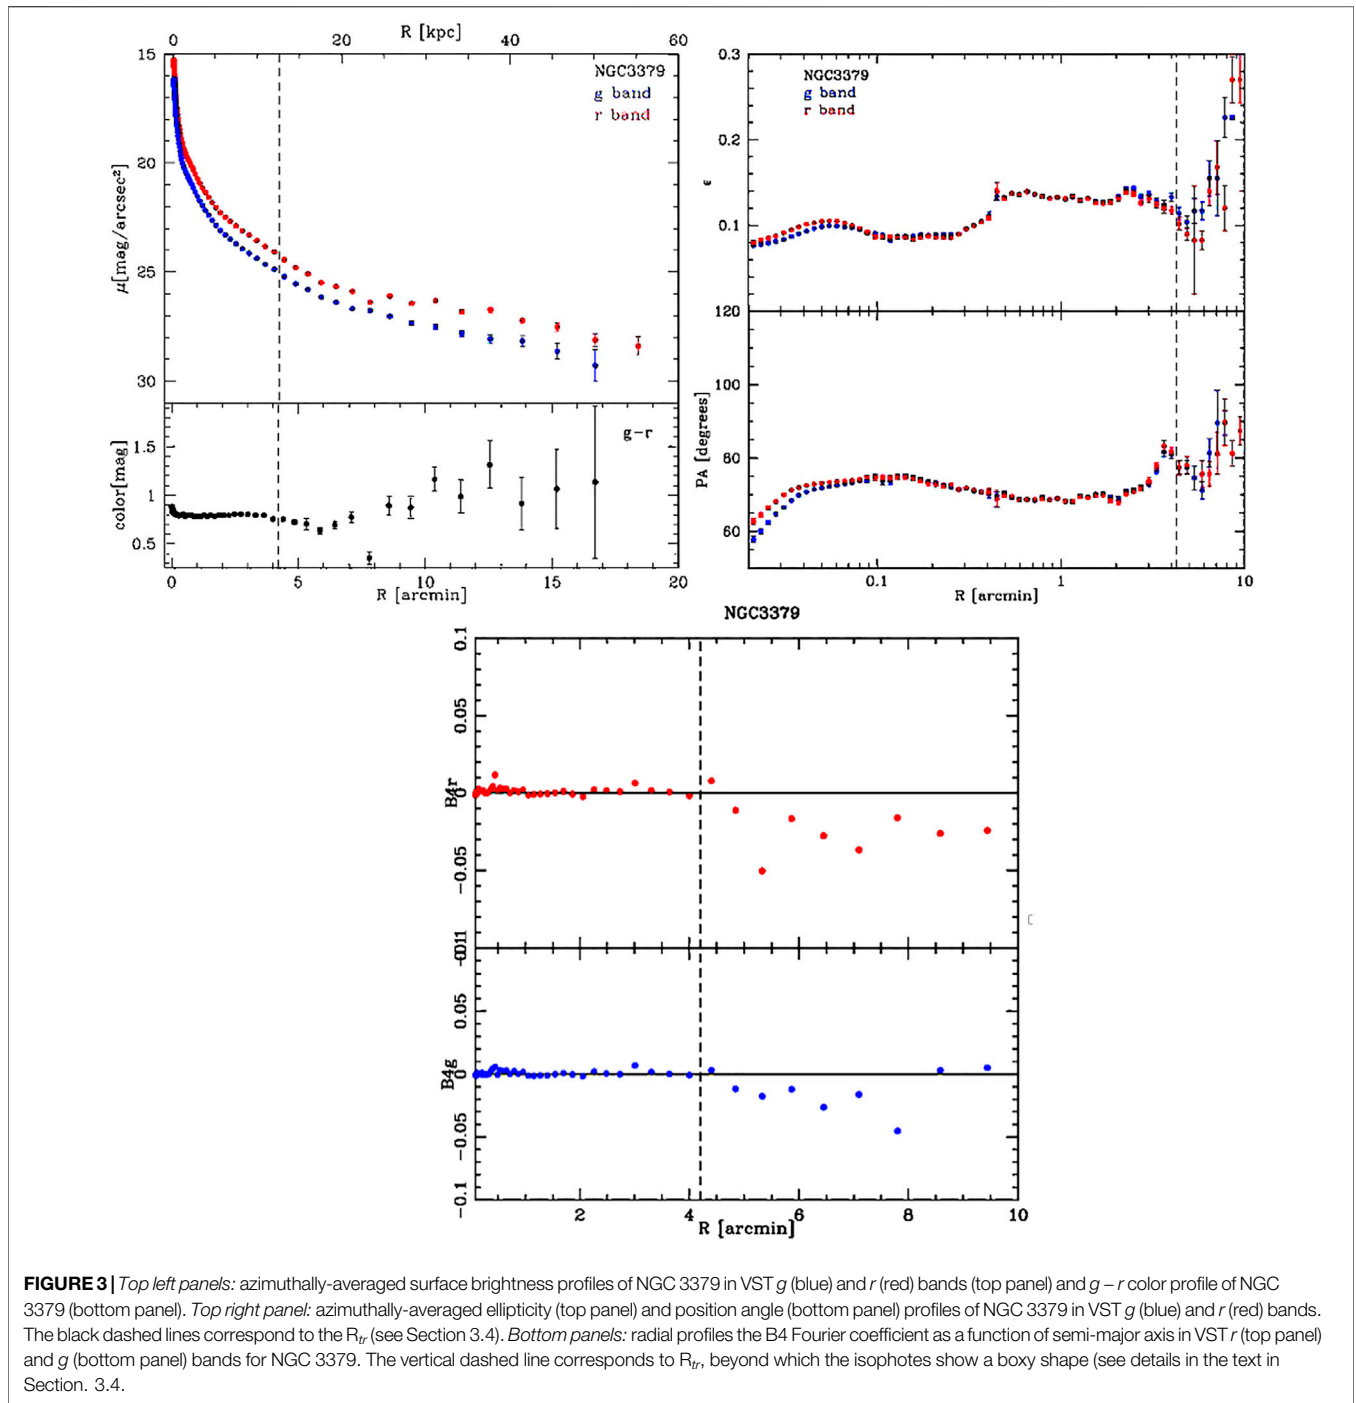 0 20 R [kpc] 40 60
15
20
25
30
μ[mag/arcsec²]
NGC3379
g band
r band
1.5
1
0.5
color[mag]
g-r
0 5 10 15 20
R [arcmin]
0.3
0.2
0.1
ϵ
NGC3379
g band
r band
120
100
80
60
PA [degrees]
0.1 1 10
R [arcmin]
NGC3379
0.1
0.05
0
-0.05
B4r
0.05
0
-0.05
-0.1
B4g
2 4 6 8 10
R [arcmin]
FIGURE 3 | Top left panels: azimuthally-averaged surface brightness profiles of NGC 3379 in VST g (blue) and r (red) bands (top panel) and g – r color profile of NGC
3379 (bottom panel). Top right panel: azimuthally-averaged ellipticity (top panel) and position angle (bottom panel) profiles of NGC 3379 in VST g (blue) and r (red) bands.
The black dashed lines correspond to the Rtr (see Section 3.4). Bottom panels: radial profiles the B4 Fourier coefficient as a function of semi-major axis in VST r (top panel)
and g (bottom panel) bands for NGC 3379. The vertical dashed line corresponds to Rtr, beyond which the isophotes show a boxy shape (see details in the text in
Section. 3.4.